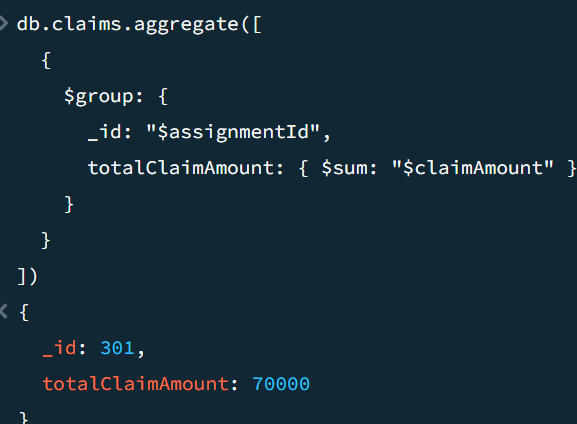 db.claims.aggregate([
{
$group: {
_id: "$assignmentId",
totalClaimAmount: { $sum: "$claimAmount" }
}
}
])
{
_id: 301,
totalClaimAmount: 70000
}